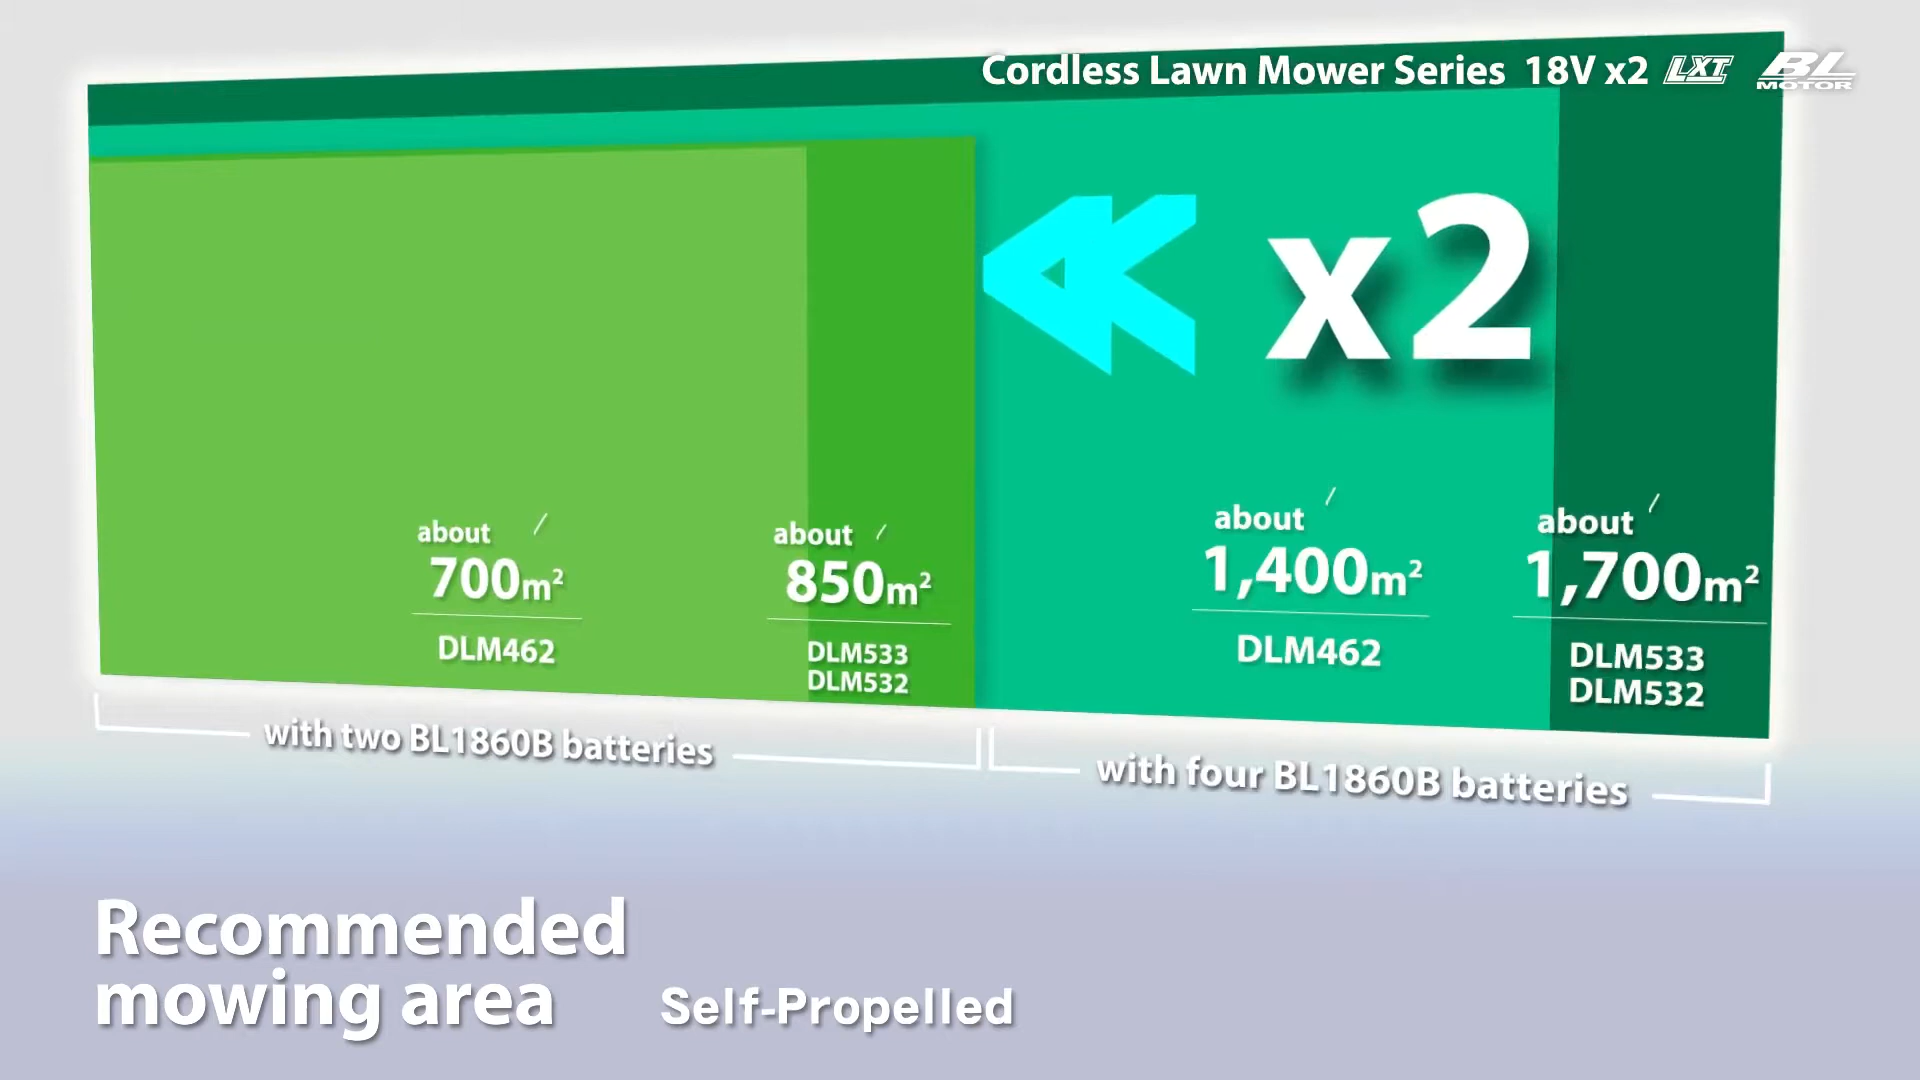 Cordless Lawn Mower Series 18V x2 LXT BL MOTOR
x2
about
700m²
DLM462
about
850m²
DLM533
DLM532
about
1,400m²
DLM462
about
1,700m²
DLM533
DLM532
with two BL1860B batteries
with four BL1860B batteries
Recommended
mowing area
Self-Propelled